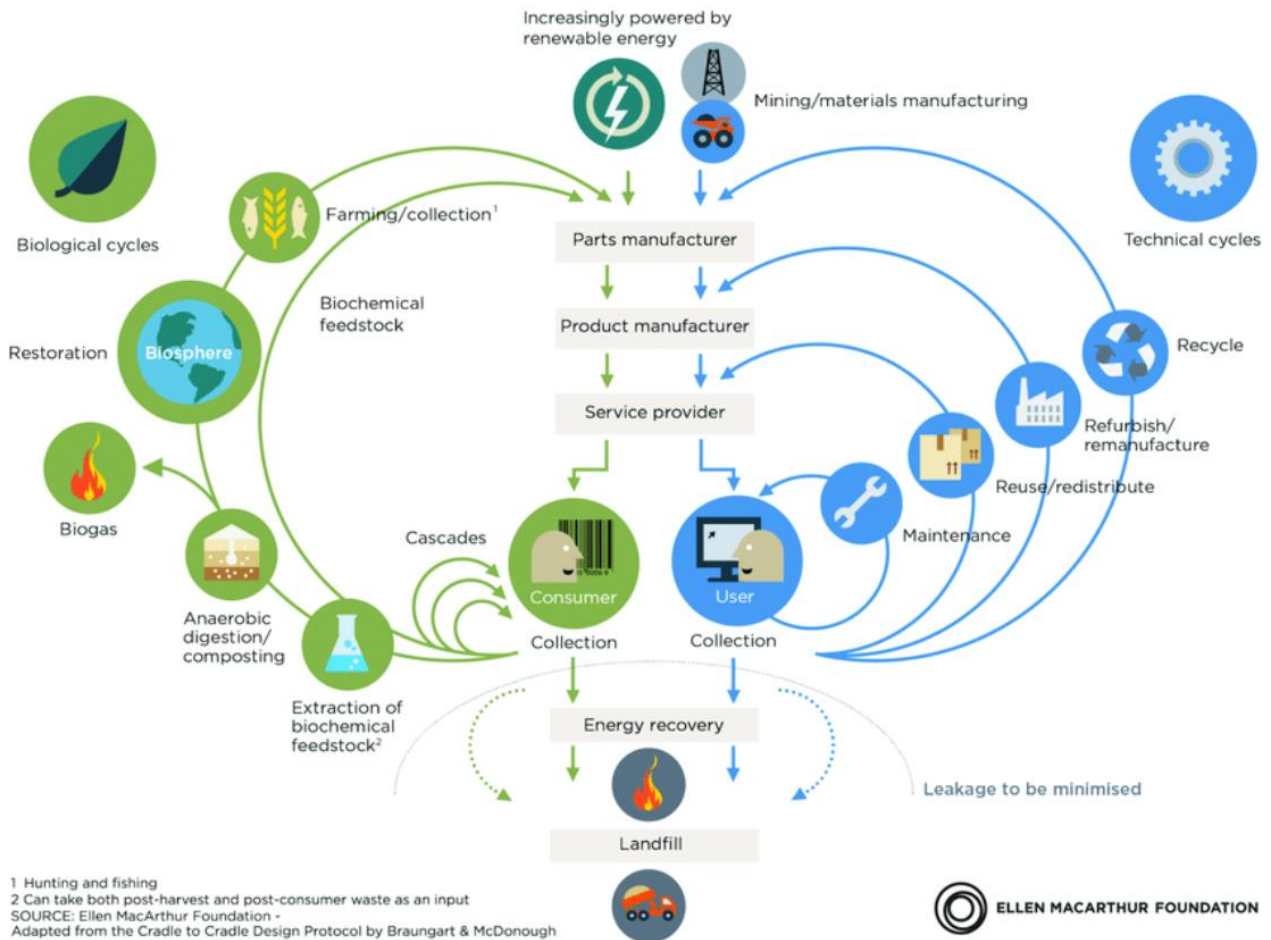 Increasingly powered by
renewable energy
Mining/materials manufacturing
Biological cycles
Technical cycles
Farming/collection¹
Parts manufacturer
Biochemical
feedstock
Product manufacturer
Restoration
Biosphere
Recycle
Service provider
Refurbish/
remanufacture
Reuse/redistribute
Biogas
Cascades
Maintenance
Consumer
User
Anaerobic
digestion/
composting
Collection
Collection
Extraction of
biochemical
feedstock²
Energy recovery
Leakage to be minimised
Landfill
1 Hunting and fishing
2 Can take both post-harvest and post-consumer waste as an input
SOURCE: Ellen MacArthur Foundation -
Adapted from the Cradle to Cradle Design Protocol by Braungart & McDonough
ELLEN MACARTHUR FOUNDATION